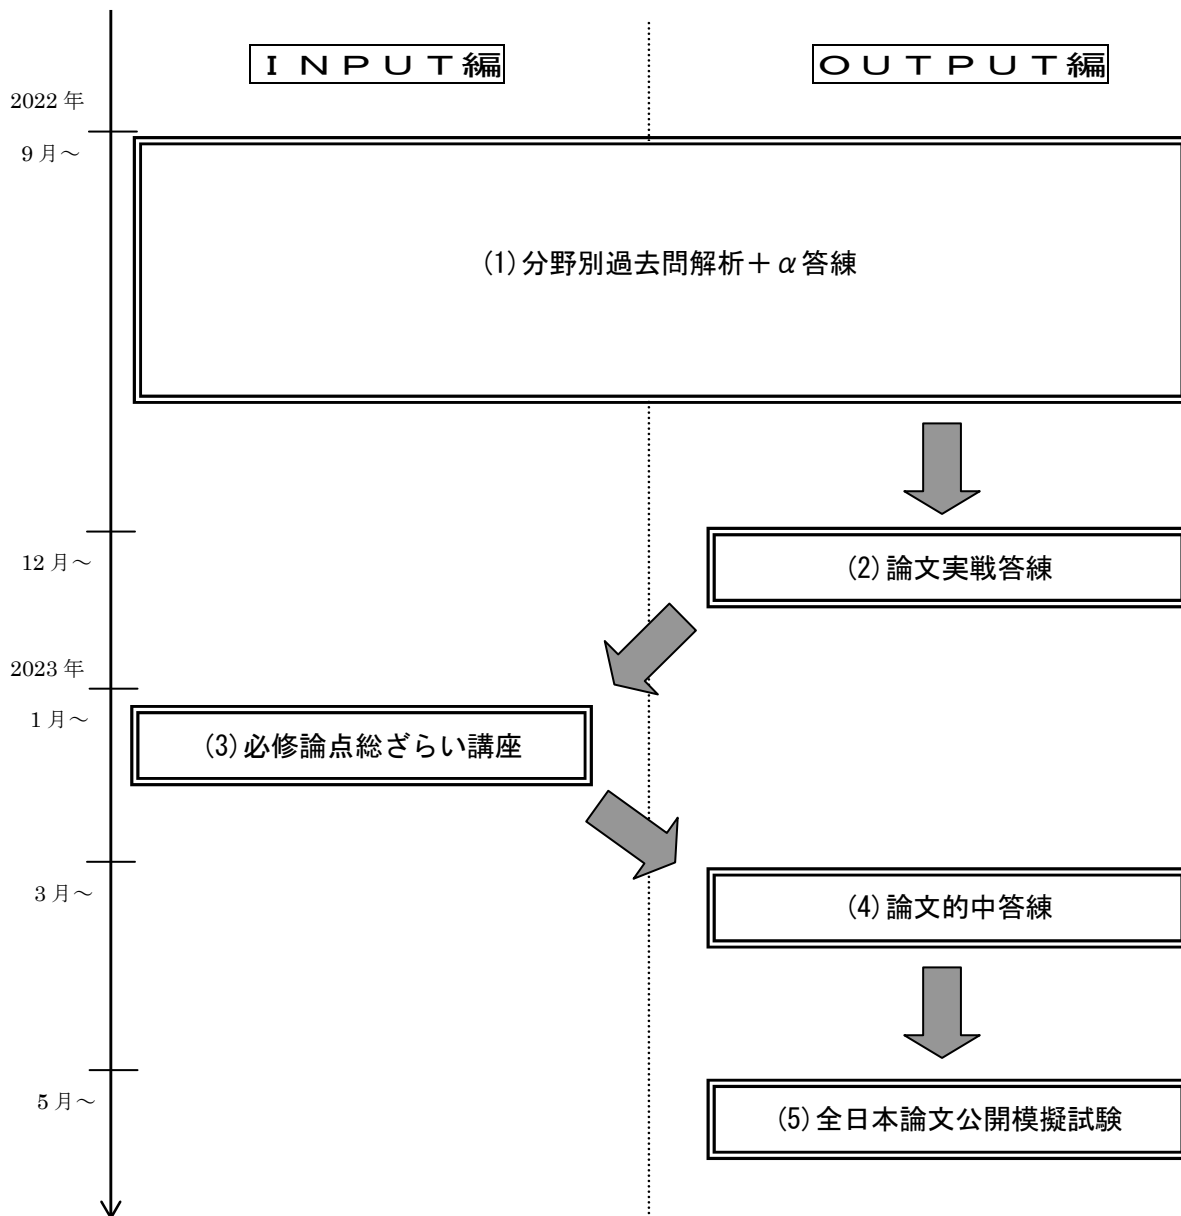 ＩＮＰＵＴ編
ＯＵＴＰＵＴ編
2022 年
9 月～
(1)分野別過去問解析＋α答練
12 月～
(2)論文実戦答練
2023 年
1 月～
(3)必修論点総ざらい講座
3 月～
(4)論文的中答練
5 月～
(5)全日本論文公開模擬試験